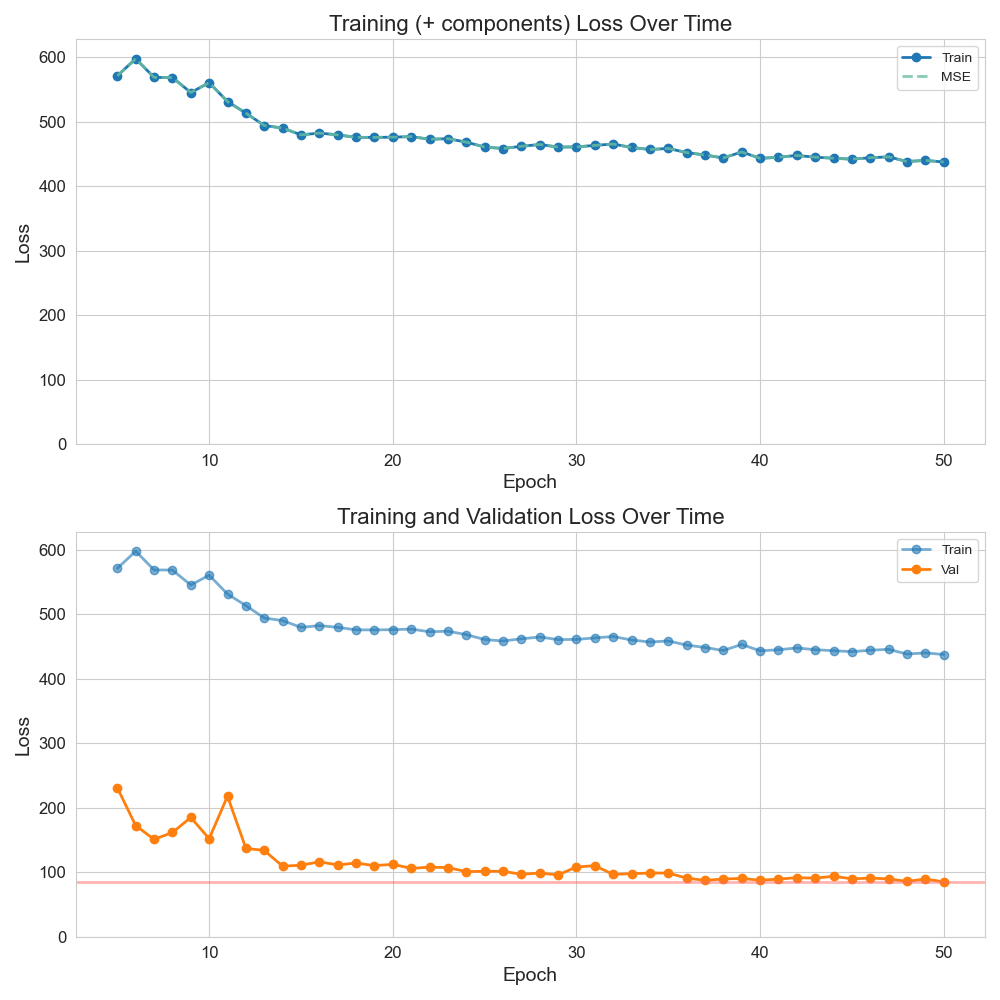 Training (+ components) Loss Over Time
600
500
400
300
200
100
0
Loss
Train
MSE
10
20
30
40
50
Epoch
Training and Validation Loss Over Time
600
500
400
300
200
100
0
Loss
Train
Val
10
20
30
40
50
Epoch